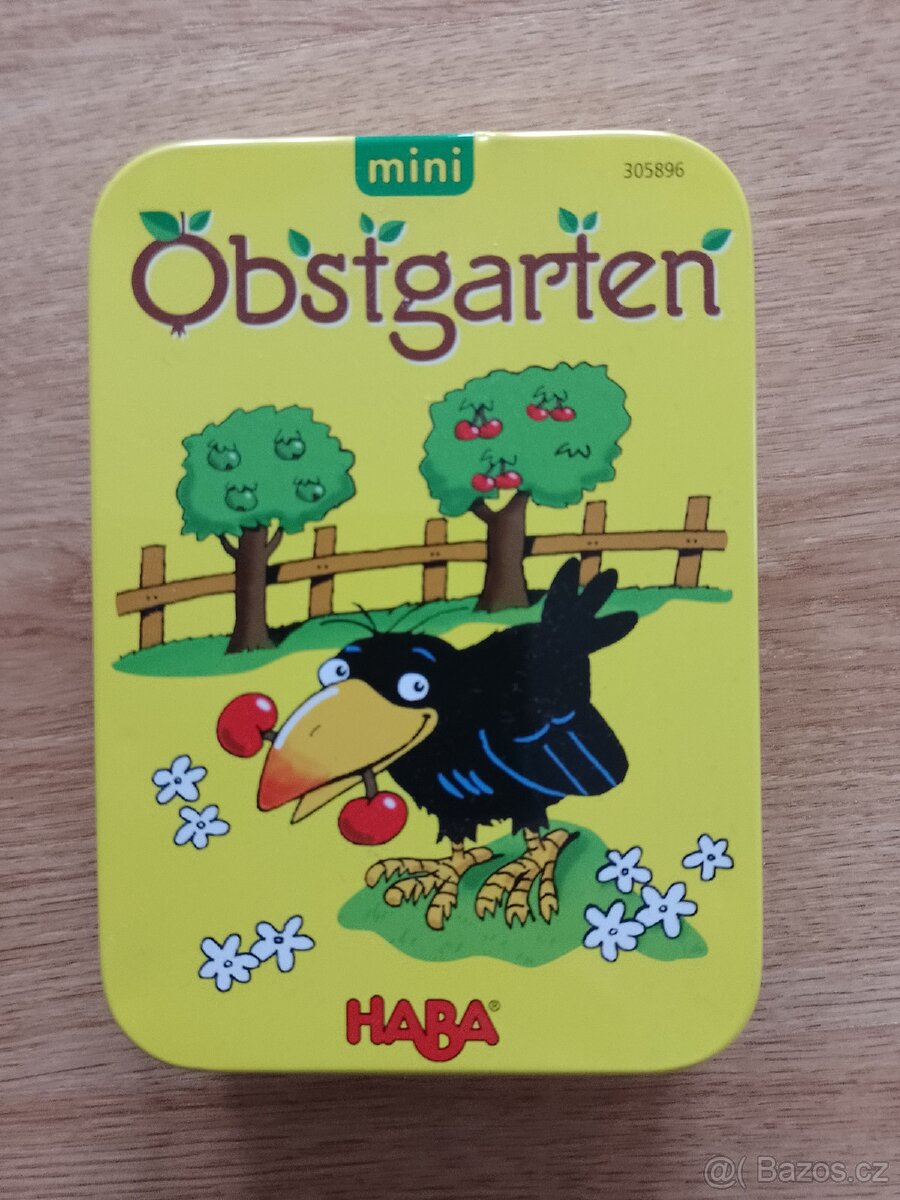 mini
305896
Obstgarten
HABA®
@( Bazos.cz